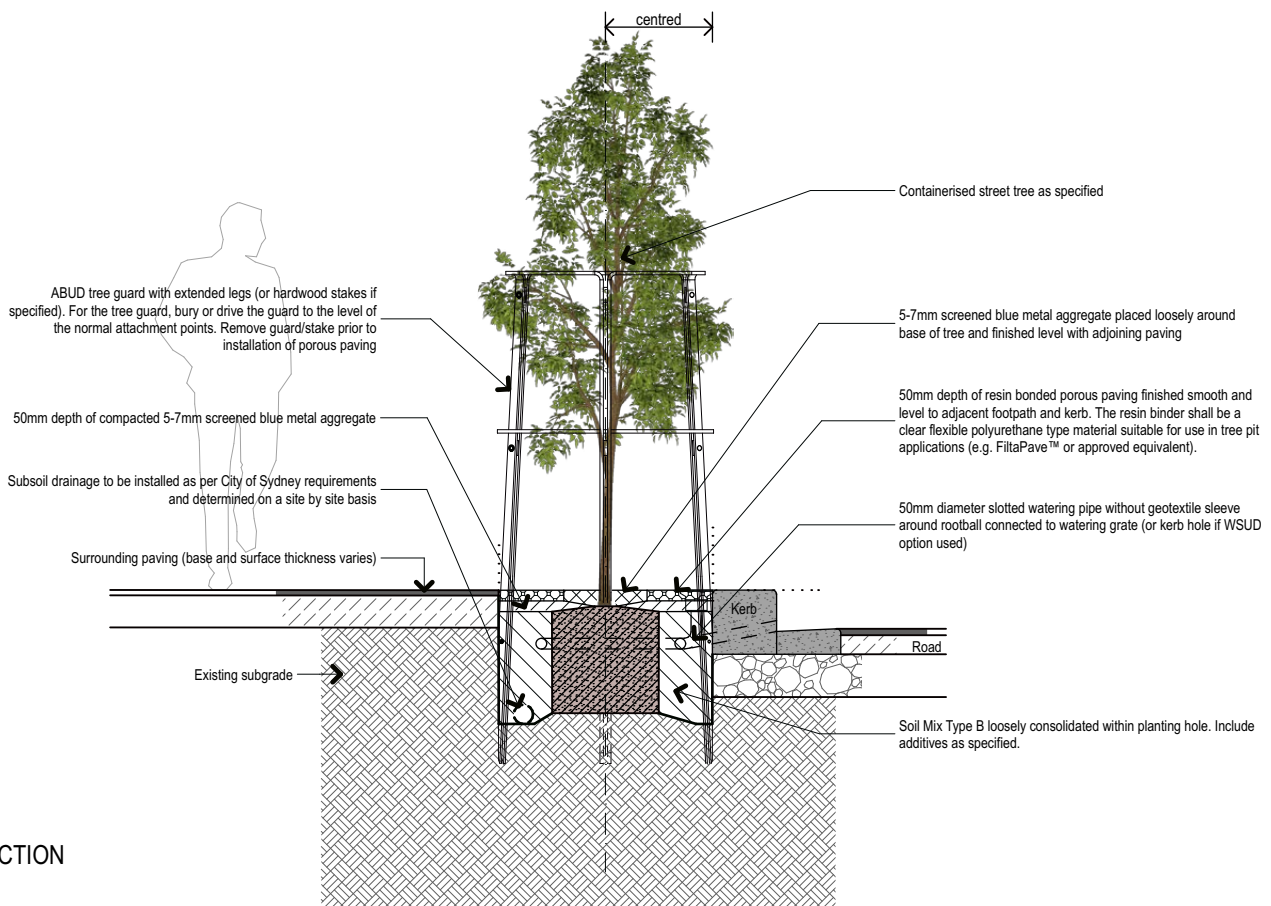 centred
Containerised street tree as specified
ABUD tree guard with extended legs (or hardwood stakes if
specified). For the tree guard, bury or drive the guard to the level of
the normal attachment points. Remove guard/stake prior to
installation of porous paving
5-7mm screened blue metal aggregate placed loosely around
base of tree and finished level with adjoining paving
50mm depth of compacted 5-7mm screened blue metal aggregate
50mm depth of resin bonded porous paving finished smooth and
level to adjacent footpath and kerb. The resin binder shall be a
clear flexible polyurethane type material suitable for use in tree pit
applications (e.g. FiltaPave™ or approved equivalent).
Subsoil drainage to be installed as per City of Sydney requirements
and determined on a site by site basis
50mm diameter slotted watering pipe without geotextile sleeve
around rootball connected to watering grate (or kerb hole if WSUD
option used)
Surrounding paving (base and surface thickness varies)
Kerb
Road
Existing subgrade
Soil Mix Type B loosely consolidated within planting hole. Include
additives as specified.
CTION